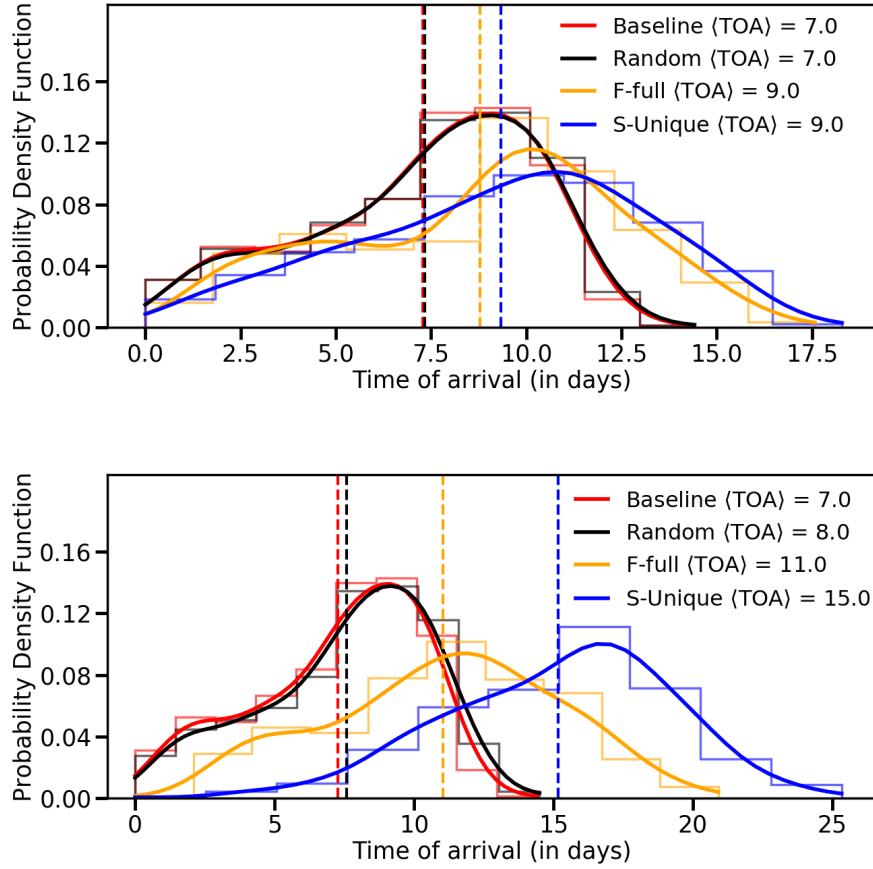 Probability Density Function
0.16
0.12
0.08
0.04
0.00
Baseline ⟨TOA⟩ = 7.0
Random ⟨TOA⟩ = 7.0
F-full ⟨TOA⟩ = 9.0
S-Unique ⟨TOA⟩ = 9.0
0.0 2.5 5.0 7.5 10.0 12.5 15.0 17.5
Time of arrival (in days)
Probability Density Function
0.16
0.12
0.08
0.04
0.00
Baseline ⟨TOA⟩ = 7.0
Random ⟨TOA⟩ = 8.0
F-full ⟨TOA⟩ = 11.0
S-Unique ⟨TOA⟩ = 15.0
0 5 10 15 20 25
Time of arrival (in days)